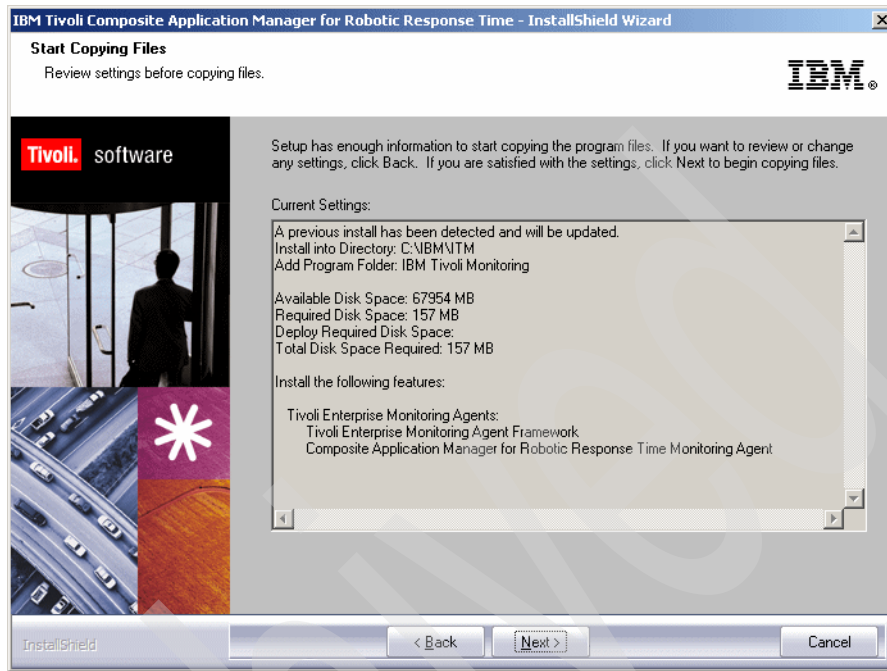 IBM Tivoli Composite Application Manager for Robotic Response Time - InstallShield Wizard
Start Copying Files
Review settings before copying files.
IBM®
Tivoli. software
Setup has enough information to start copying the program files. If you want to review or change
any settings, click Back. If you are satisfied with the settings, click Next to begin copying files.
Current Settings:
A previous install has been detected and will be updated.
Install into Directory: C:\IBM\ITM
Add Program Folder: IBM Tivoli Monitoring
Available Disk Space: 67954 MB
Required Disk Space: 157 MB
Deploy Required Disk Space:
Total Disk Space Required: 157 MB
Install the following features:
Tivoli Enterprise Monitoring Agents:
Tivoli Enterprise Monitoring Agent Framework
Composite Application Manager for Robotic Response Time Monitoring Agent
InstallShield
< Back Next > Cancel